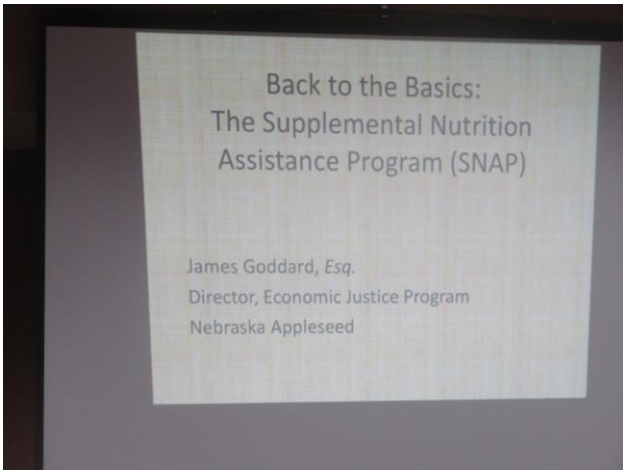 Back to the Basics:
The Supplemental Nutrition
Assistance Program (SNAP)
James Goddard, Esq.
Director, Economic Justice Program
Nebraska Appleseed